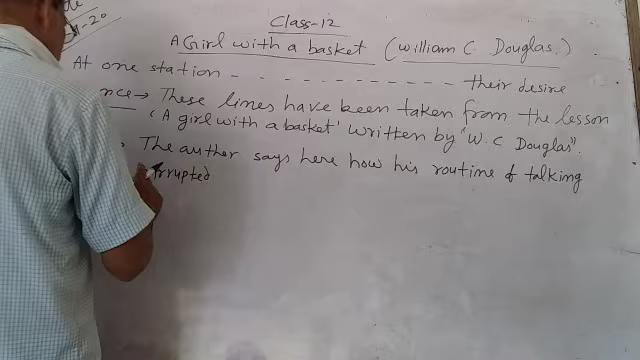 Class-12
A Girl with a basket (William C Douglas.)
At one station - - - - - - - - - - their desire
nce → These lines have been taken from the lesson
'A girl with a basket' written by "W. C Douglas".
The auther says here how his routine of talking
rrupted